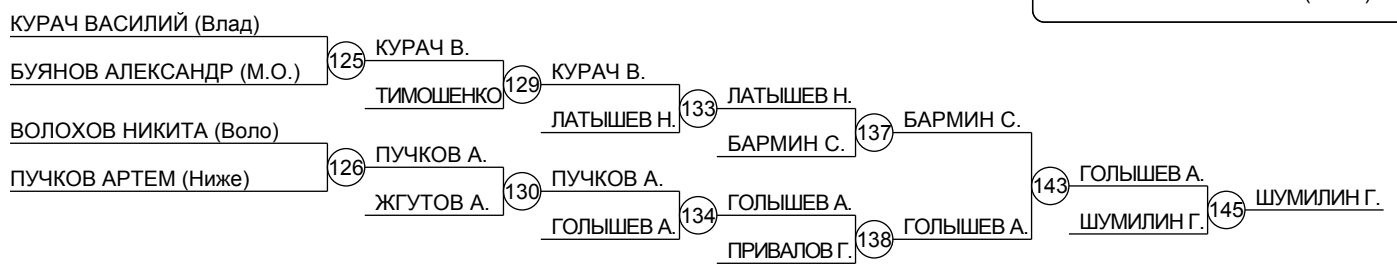 КУРАЧ ВАСИЛИЙ (Влад)
БУЯНОВ АЛЕКСАНДР (М.О.)
ВОЛОХОВ НИКИТА (Воло)
ПУЧКОВ АРТЕМ (Ниже)
125
126
КУРАЧ В.
ТИМОШЕНКО
ПУЧКОВ А.
ЖГУТОВ А.
129
130
КУРАЧ В.
ЛАТЫШЕВ Н.
ПУЧКОВ А.
ГОЛЫШЕВ А.
133
134
ЛАТЫШЕВ Н.
БАРМИН С.
ГОЛЫШЕВ А.
ПРИВАЛОВ Г.
137
138
БАРМИН С.
ГОЛЫШЕВ А.
143
ГОЛЫШЕВ А.
ШУМИЛИН Г.
145
ШУМИЛИН Г.